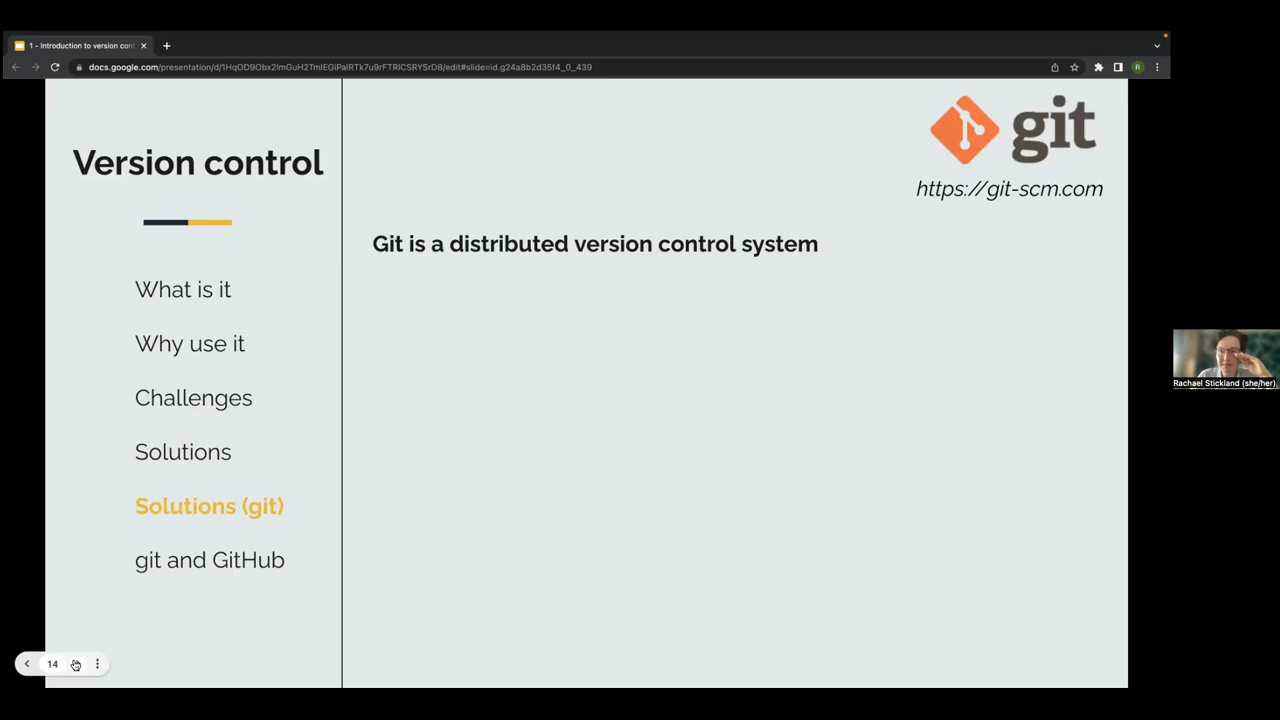 1 - Introduction to version con
docs.google.com/presentation/d/1HqOD9Obx2lmGuH2TmlEGiPalRTk7u9rFTRlCSRYSrD8/edit#slide=id.g24a8b2d35f4_0_439
R
git
https://git-scm.com
Version control
Git is a distributed version control system
What is it
Why use it
Challenges
Solutions
Solutions (git)
git and GitHub
Rachael Stickland (she/her)
14